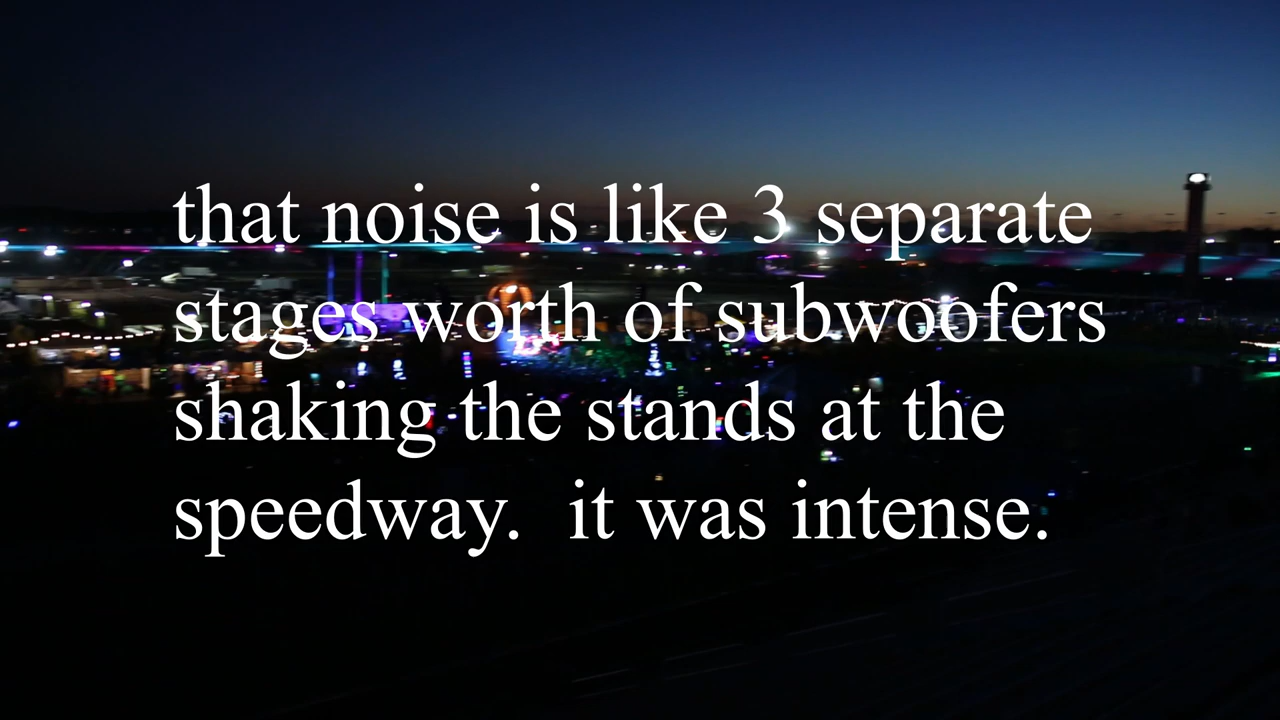 that noise is like 3 separate
stages worth of subwoofers
shaking the stands at the
speedway.  it was intense.